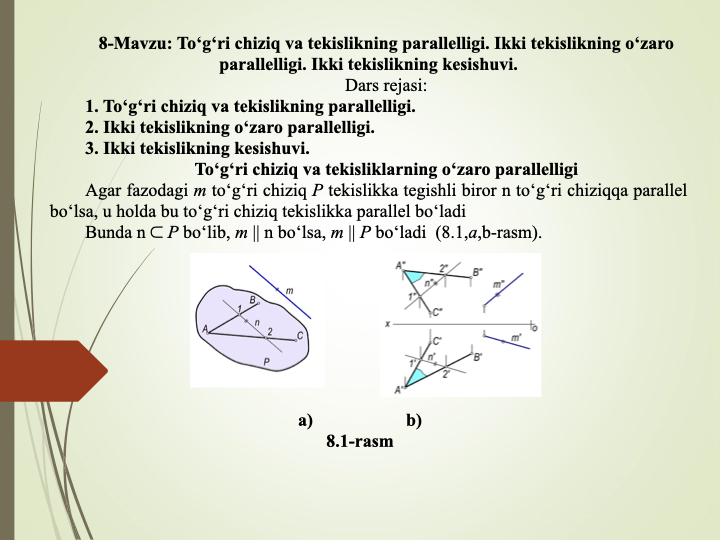 8-Mavzu: To‘g‘ri chiziq va tekislikning parallelligi. Ikki tekislikning o‘zaro
parallelligi. Ikki tekislikning kesishuvi.
Dars rejasi:
1. To‘g‘ri chiziq va tekislikning parallelligi.
2. Ikki tekislikning o‘zaro parallelligi.
3. Ikki tekislikning kesishuvi.
To‘g‘ri chiziq va tekisliklarning o‘zaro parallelligi
Agar fazodagi m to‘g‘ri chiziq P tekislikka tegishli biror n to‘g‘ri chiziqqa parallel
bo‘lsa, u holda bu to‘g‘ri chiziq tekislikka parallel bo‘ladi
Bunda n ⊂ P bo‘lib, m || n bo‘lsa, m || P bo‘ladi (8.1,a,b-rasm).
m
B
1
n
A
2
C
P
A"
2"
B"
n"
m"
1"
C"
x
o
C'
m'
1'
n'
B'
2'
a) b)
8.1-rasm